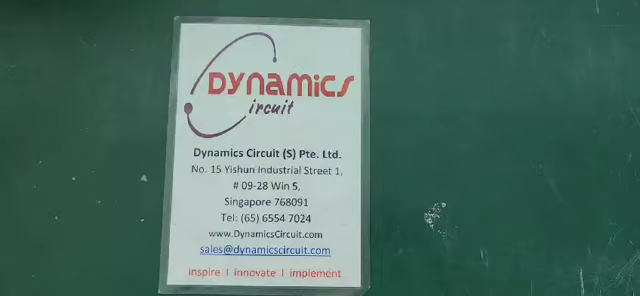 DYNAMiCS
ircuit
Dynamics Circuit (S) Pte. Ltd.
No. 15 Yishun Industrial Street 1,
# 09-28 Win 5,
Singapore 768091
Tel: (65) 6554 7024
www.DynamicsCircuit.com
sales@dynamicscircuit.com
inspire I innovate I implement